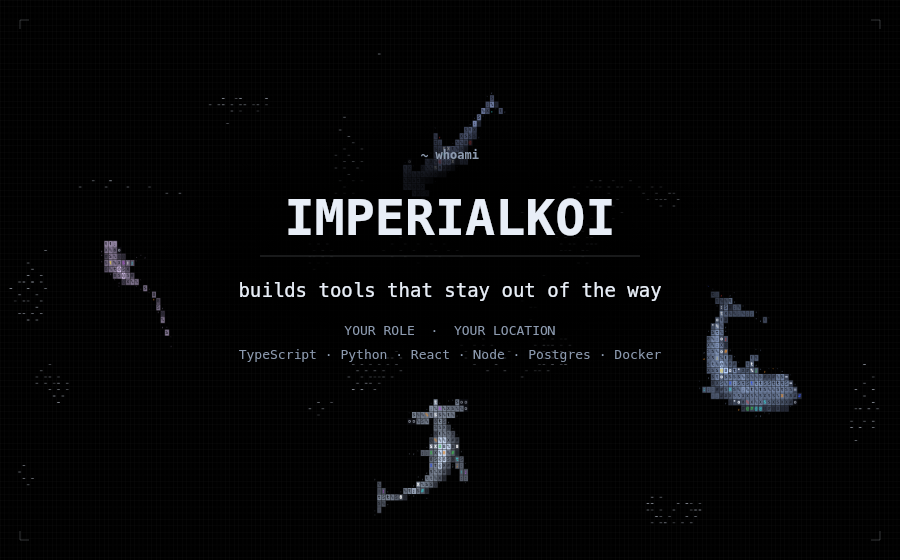 ~ whoami
IMPERIALKOI
builds tools that stay out of the way
YOUR ROLE · YOUR LOCATION
TypeScript · Python · React · Node · Postgres · Docker